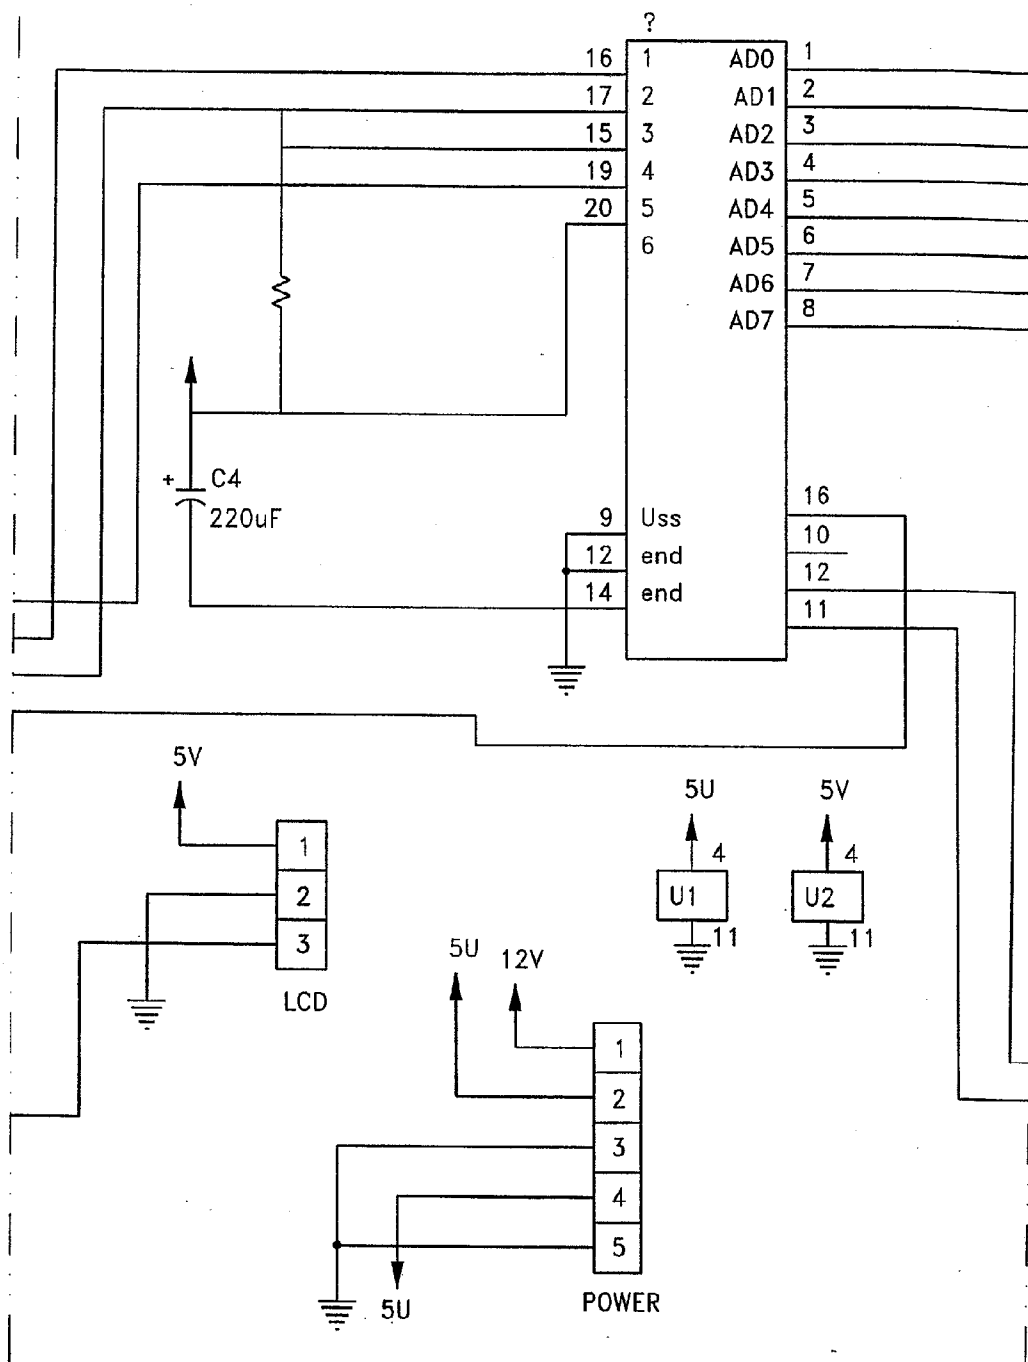 ?
16 1 AD0 1
17 2 AD1 2
15 3 AD2 3
19 4 AD3 4
20 5 AD4 5
6 AD5 6
AD6 7
AD7 8
+ C4
220uF
9 Uss 16
10
12 end 12
14 end 11
5V
1
2
3
LCD
5U
4
U1
11
5V
4
U2
11
5U 12V
1
2
3
4
5
5U
POWER